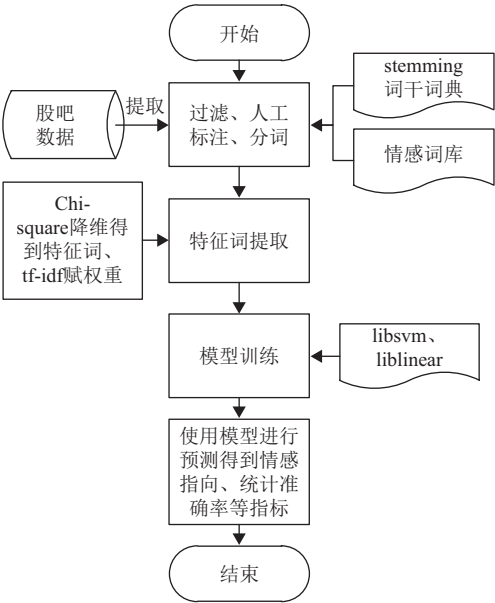 开始
stemming
词干词典
股吧
数据
提取
过滤、人工
标注、分词
情感词库
Chi-
square降维得
到特征词、
tf-idf赋权重
特征词提取
模型训练
libsvm、
liblinear
使用模型进行
预测得到情感
指向、统计准
确率等指标
结束